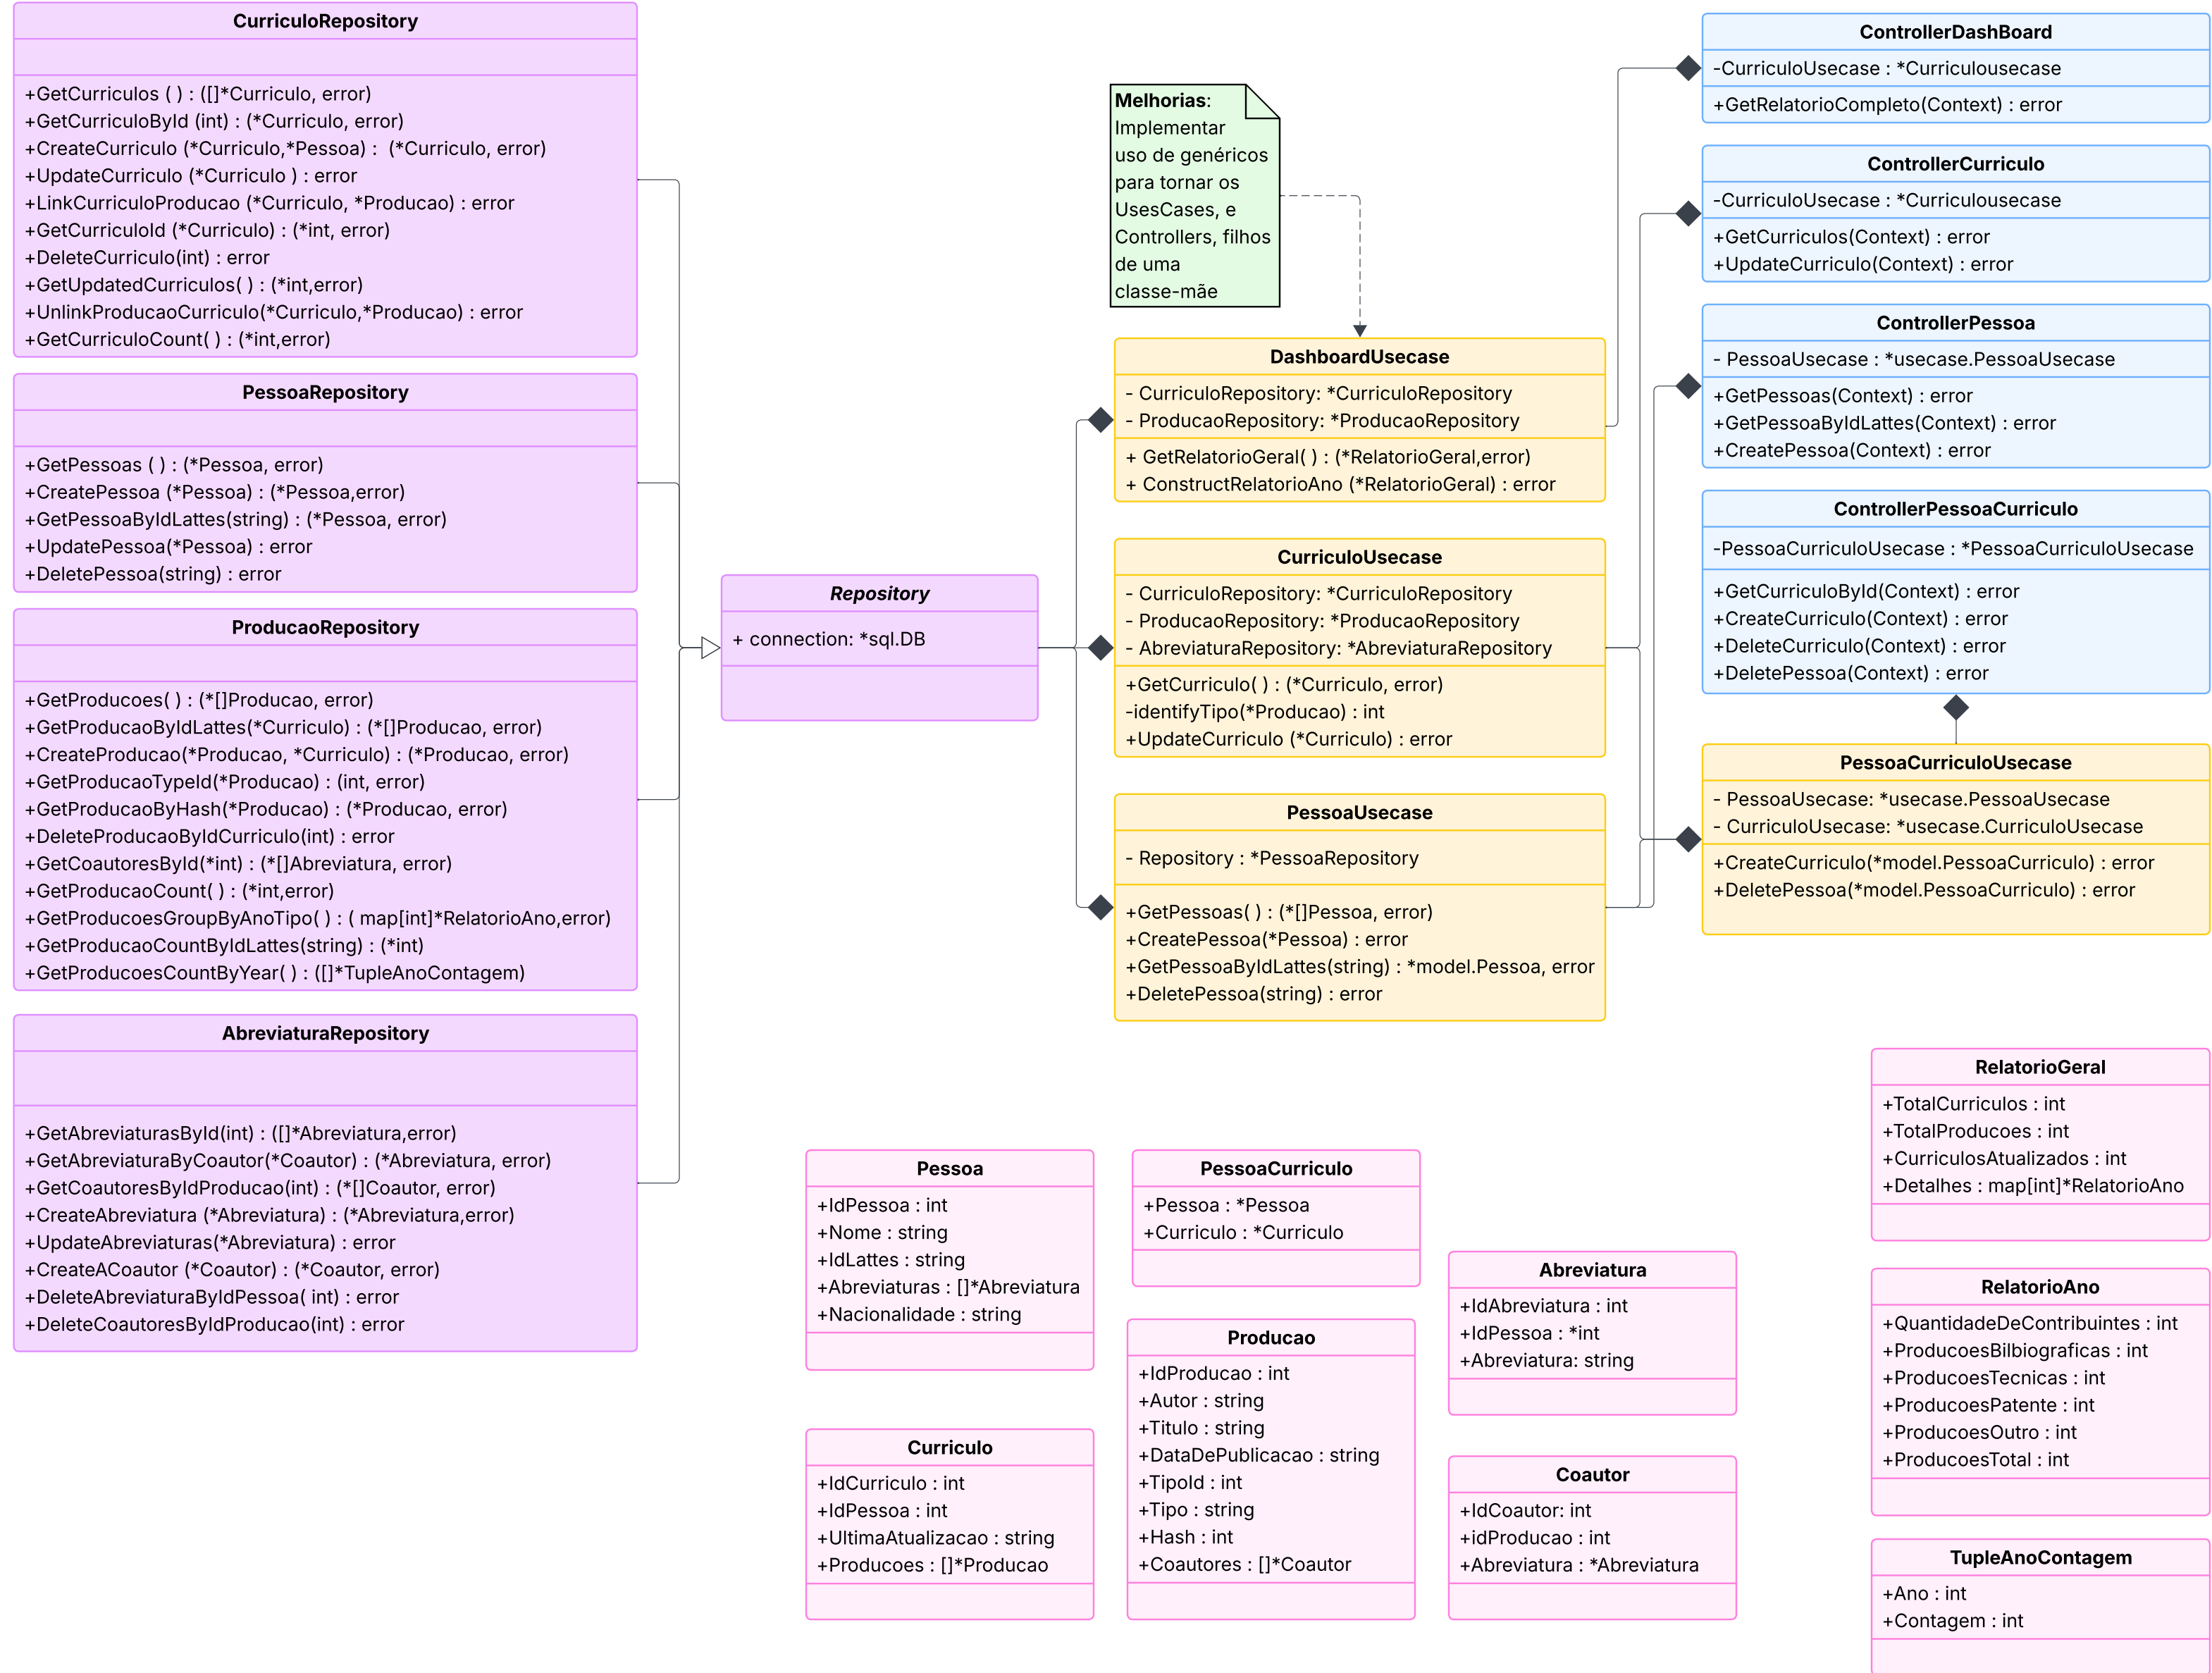 CurriculoRepository
+GetCurriculos ( ) : ([]*Curriculo, error)
+GetCurriculoById (int) : (*Curriculo, error)
+CreateCurriculo (*Curriculo,*Pessoa) :  (*Curriculo, error)
+UpdateCurriculo (*Curriculo ) : error
+LinkCurriculoProducao (*Curriculo, *Producao) : error
+GetCurriculoId (*Curriculo) : (*int, error)
+DeleteCurriculo(int) : error
+GetUpdatedCurriculos( ) : (*int,error)
+UnlinkProducaoCurriculo(*Curriculo,*Producao) : error
+GetCurriculoCount( ) : (*int,error)
PessoaRepository
+GetPessoas ( ) : (*Pessoa, error)
+CreatePessoa (*Pessoa) : (*Pessoa,error)
+GetPessoaByIdLattes(string) : (*Pessoa, error)
+UpdatePessoa(*Pessoa) : error
+DeletePessoa(string) : error
ProducaoRepository
+GetProducoes( ) : (*[]Producao, error)
+GetProducaoByIdLattes(*Curriculo) : (*[]Producao, error)
+CreateProducao(*Producao, *Curriculo) : (*Producao, error)
+GetProducaoTypeId(*Producao) : (int, error)
+GetProducaoByHash(*Producao) : (*Producao, error)
+DeleteProducaoByIdCurriculo(int) : error
+GetCoautoresById(*int) : (*[]Abreviatura, error)
+GetProducaoCount( ) : (*int,error)
+GetProducoesGroupByAnoTipo( ) : ( map[int]*RelatorioAno,error)
+GetProducaoCountByIdLattes(string) : (*int)
+GetProducoesCountByYear( ) : ([]*TupleAnoContagem)
AbreviaturaRepository
+GetAbreviaturasById(int) : ([]*Abreviatura,error)
+GetAbreviaturaByCoautor(*Coautor) : (*Abreviatura, error)
+GetCoautoresByIdProducao(int) : (*[]Coautor, error)
+CreateAbreviatura (*Abreviatura) : (*Abreviatura,error)
+UpdateAbreviaturas(*Abreviatura) : error
+CreateACoautor (*Coautor) : (*Coautor, error)
+DeleteAbreviaturaByIdPessoa( int) : error
+DeleteCoautoresByIdProducao(int) : error
Repository
+ connection: *sql.DB
Melhorias:
Implementar
uso de genéricos
para tornar os
UsesCases, e
Controllers, filhos
de uma
classe-mãe
DashboardUsecase
- CurriculoRepository: *CurriculoRepository
- ProducaoRepository: *ProducaoRepository
+ GetRelatorioGeral( ) : (*RelatorioGeral,error)
+ ConstructRelatorioAno (*RelatorioGeral) : error
CurriculoUsecase
- CurriculoRepository: *CurriculoRepository
- ProducaoRepository: *ProducaoRepository
- AbreviaturaRepository: *AbreviaturaRepository
+GetCurriculo( ) : (*Curriculo, error)
-identifyTipo(*Producao) : int
+UpdateCurriculo (*Curriculo) : error
PessoaUsecase
- Repository : *PessoaRepository
+GetPessoas( ) : (*[]Pessoa, error)
+CreatePessoa(*Pessoa) : error
+GetPessoaByIdLattes(string) : *model.Pessoa, error
+DeletePessoa(string) : error
ControllerDashBoard
-CurriculoUsecase : *Curriculousecase
+GetRelatorioCompleto(Context) : error
ControllerCurriculo
-CurriculoUsecase : *Curriculousecase
+GetCurriculos(Context) : error
+UpdateCurriculo(Context) : error
ControllerPessoa
- PessoaUsecase : *usecase.PessoaUsecase
+GetPessoas(Context) : error
+GetPessoaByIdLattes(Context) : error
+CreatePessoa(Context) : error
ControllerPessoaCurriculo
-PessoaCurriculoUsecase : *PessoaCurriculoUsecase
+GetCurriculoById(Context) : error
+CreateCurriculo(Context) : error
+DeleteCurriculo(Context) : error
+DeletePessoa(Context) : error
PessoaCurriculoUsecase
- PessoaUsecase: *usecase.PessoaUsecase
- CurriculoUsecase: *usecase.CurriculoUsecase
+CreateCurriculo(*model.PessoaCurriculo) : error
+DeletePessoa(*model.PessoaCurriculo) : error
Pessoa
+IdPessoa : int
+Nome : string
+IdLattes : string
+Abreviaturas : []*Abreviatura
+Nacionalidade : string
Curriculo
+IdCurriculo : int
+IdPessoa : int
+UltimaAtualizacao : string
+Producoes : []*Producao
PessoaCurriculo
+Pessoa : *Pessoa
+Curriculo : *Curriculo
Producao
+IdProducao : int
+Autor : string
+Titulo : string
+DataDePublicacao : string
+TipoId : int
+Tipo : string
+Hash : int
+Coautores : []*Coautor
Abreviatura
+IdAbreviatura : int
+IdPessoa : *int
+Abreviatura: string
Coautor
+IdCoautor: int
+idProducao : int
+Abreviatura : *Abreviatura
RelatorioGeral
+TotalCurriculos : int
+TotalProducoes : int
+CurriculosAtualizados : int
+Detalhes : map[int]*RelatorioAno
RelatorioAno
+QuantidadeDeContribuintes : int
+ProducoesBilbiograficas : int
+ProducoesTecnicas : int
+ProducoesPatente : int
+ProducoesOutro : int
+ProducoesTotal : int
TupleAnoContagem
+Ano : int
+Contagem : int